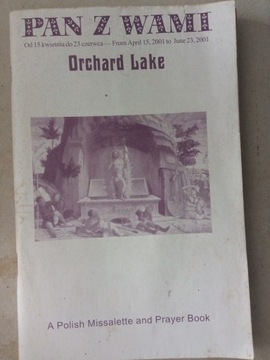 PAN Z WAMI
Od 15 kwietnia do 23 czerwca — From April 15, 2001 to June 23, 2001
Orchard Lake
A Polish Missalette and Prayer Book